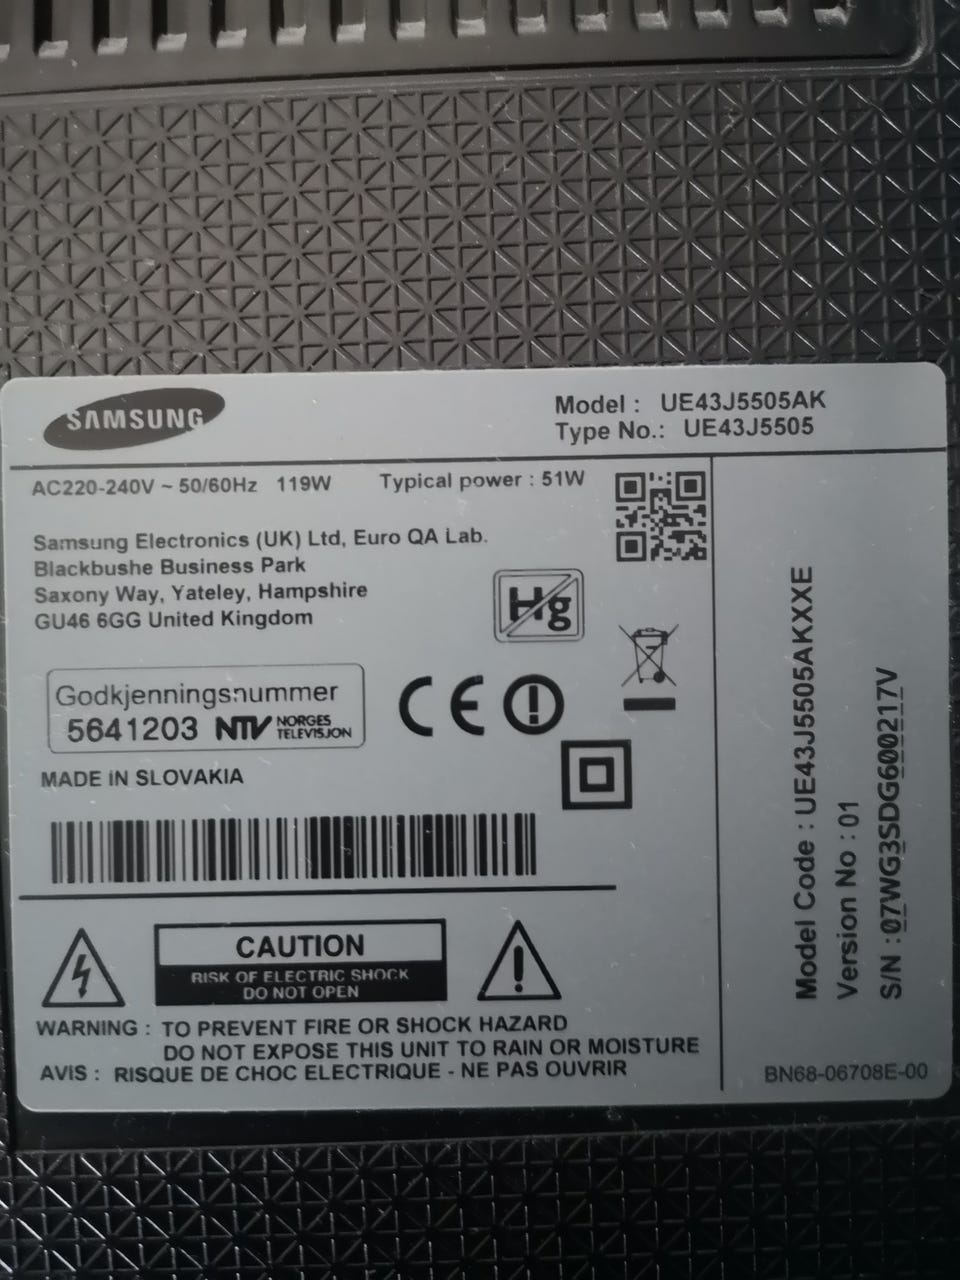 SAMSUNG
Model : UE43J5505AK
Type No.: UE43J5505
AC220-240V ~ 50/60Hz 119W Typical power : 51W
Samsung Electronics (UK) Ltd, Euro QA Lab.
Blackbushe Business Park
Saxony Way, Yateley, Hampshire
GU46 6GG United Kingdom
Hg
Godkjenningsnummer
5641203 NTV NORGES
TELEVISJON
CE
MADE IN SLOVAKIA
CAUTION
RISK OF ELECTRIC SHOCK
DO NOT OPEN
WARNING : TO PREVENT FIRE OR SHOCK HAZARD
DO NOT EXPOSE THIS UNIT TO RAIN OR MOISTURE
AVIS : RISQUE DE CHOC ELECTRIQUE - NE PAS OUVRIR
Model Code : UE43J5505AKXXE
Version No : 01
S/N : 07WG3SDG600217V
BN68-06708E-00